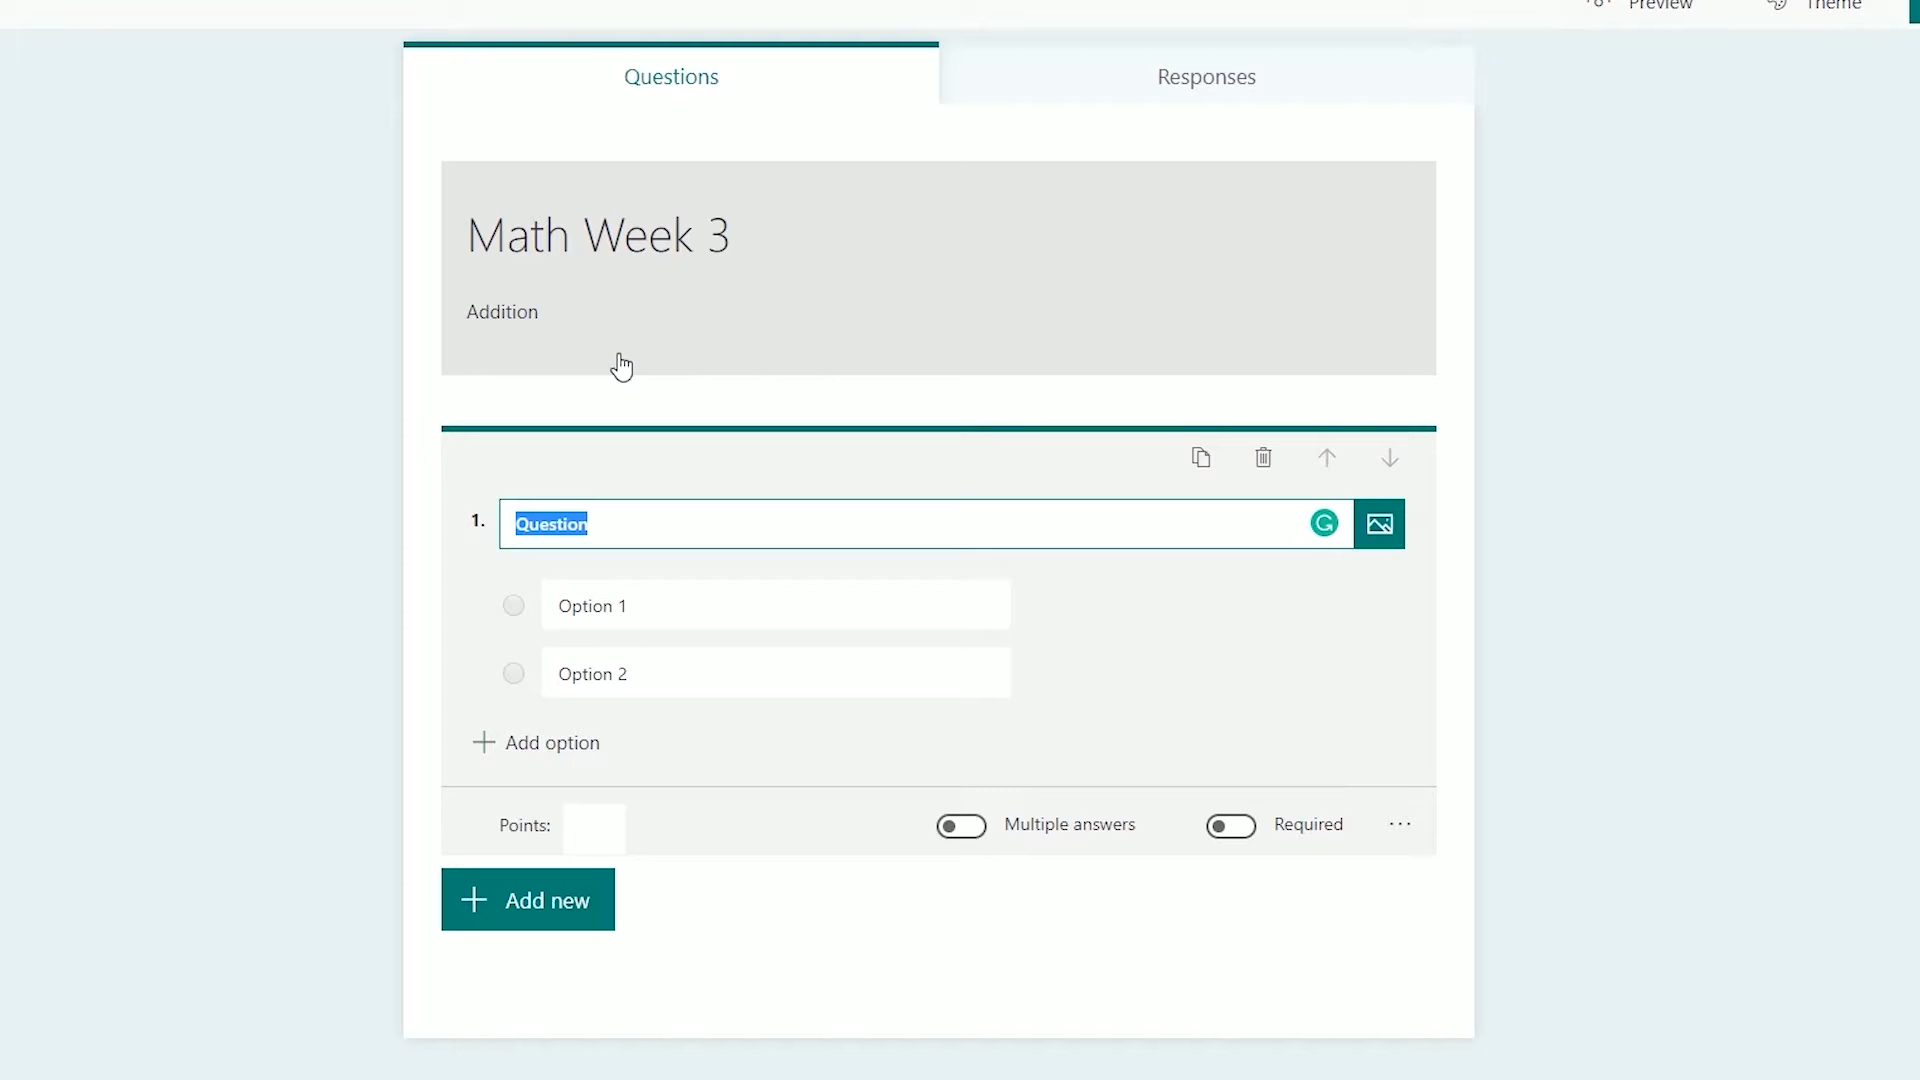 Preview Theme
Questions Responses
Math Week 3
Addition
1. Question
Option 1
Option 2
Add option
Points: Multiple answers Required ...
Add new